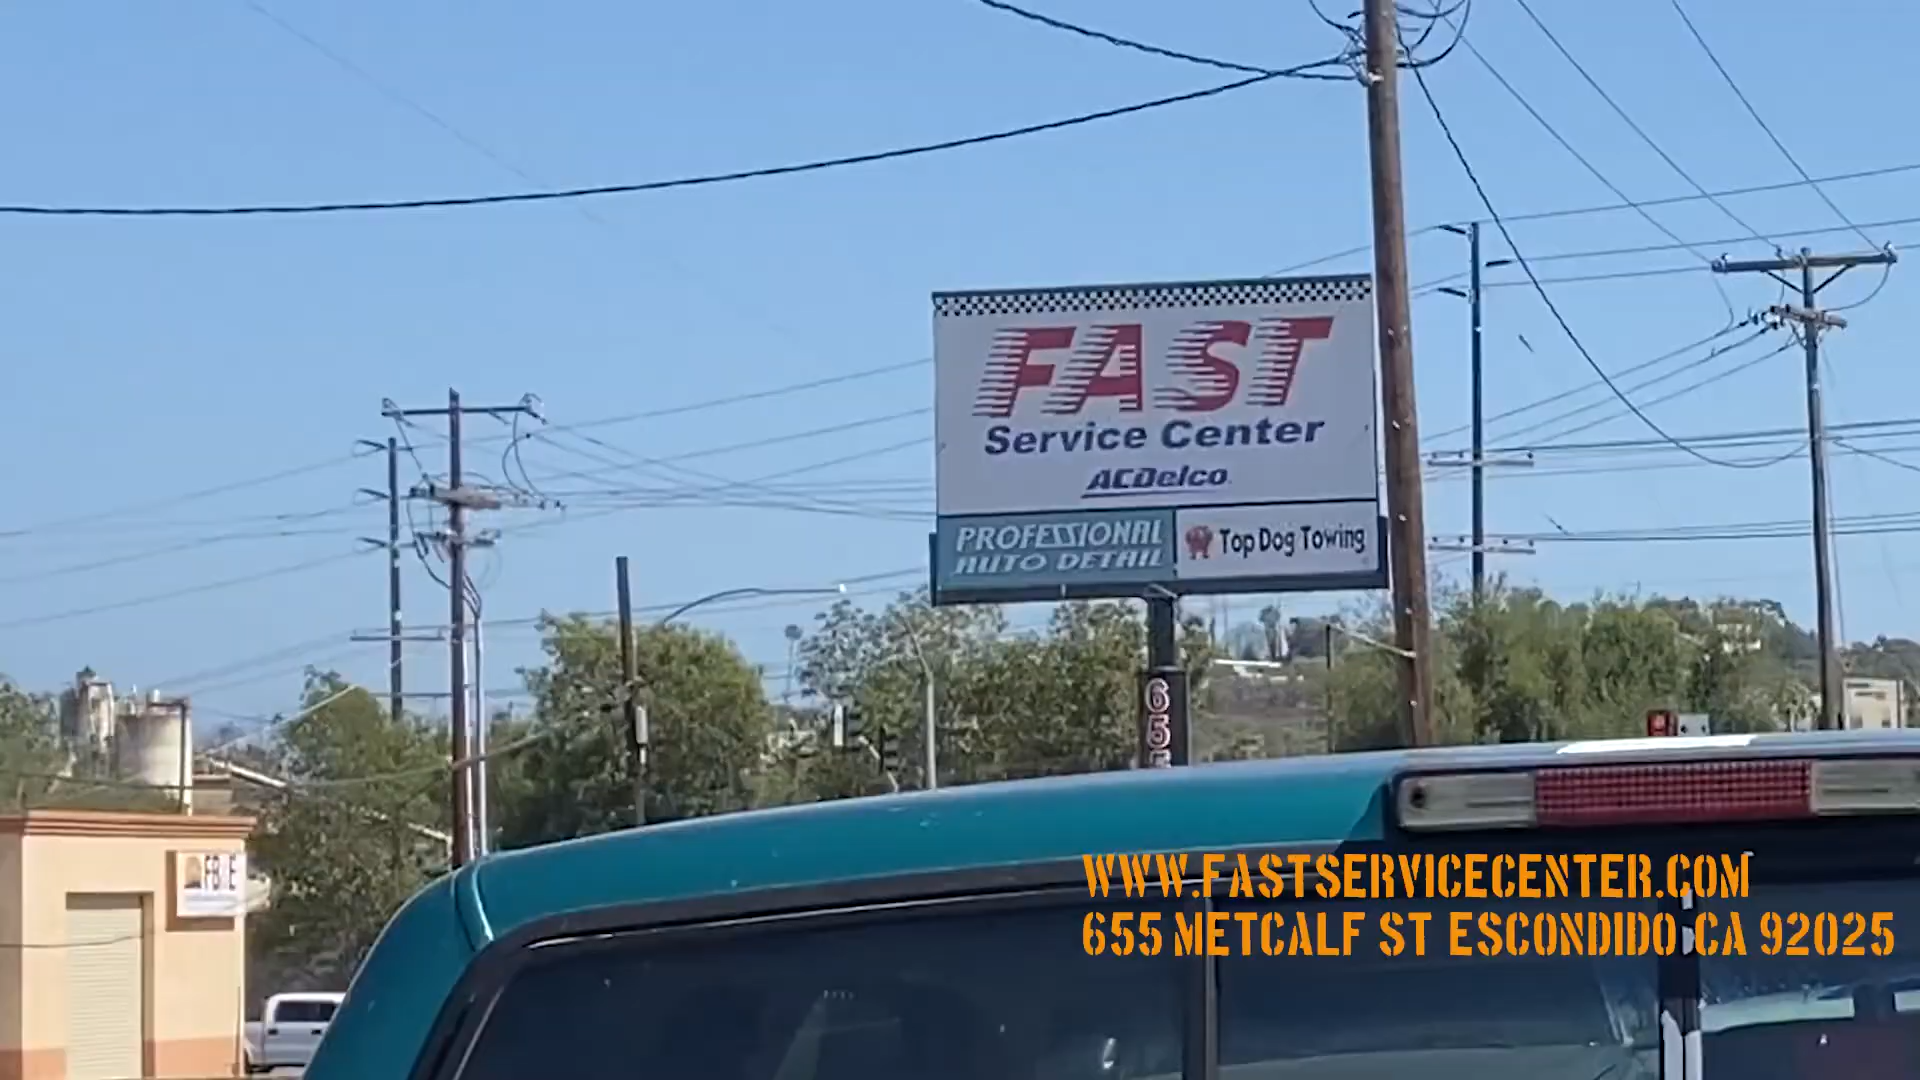 FAST
Service Center
ACDelco
PROFESSIONAL
AUTO DETAIL
Top Dog Towing
655
WWW.FASTSERVICECENTER.COM
655 METCALF ST ESCONDIDO CA 92025